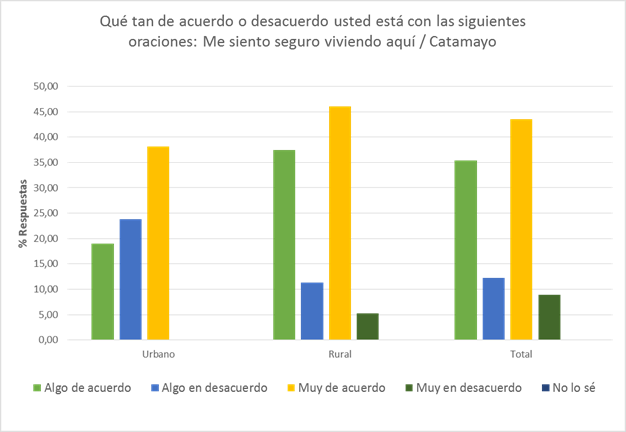 Qué tan de acuerdo o desacuerdo usted está con las siguientes
oraciones: Me siento seguro viviendo aquí / Catamayo
50,00
45,00
40,00
35,00
30,00
25,00
20,00
15,00
10,00
5,00
0,00
% Respuestas
Urbano Rural Total
Algo de acuerdo Algo en desacuerdo Muy de acuerdo Muy en desacuerdo No lo sé